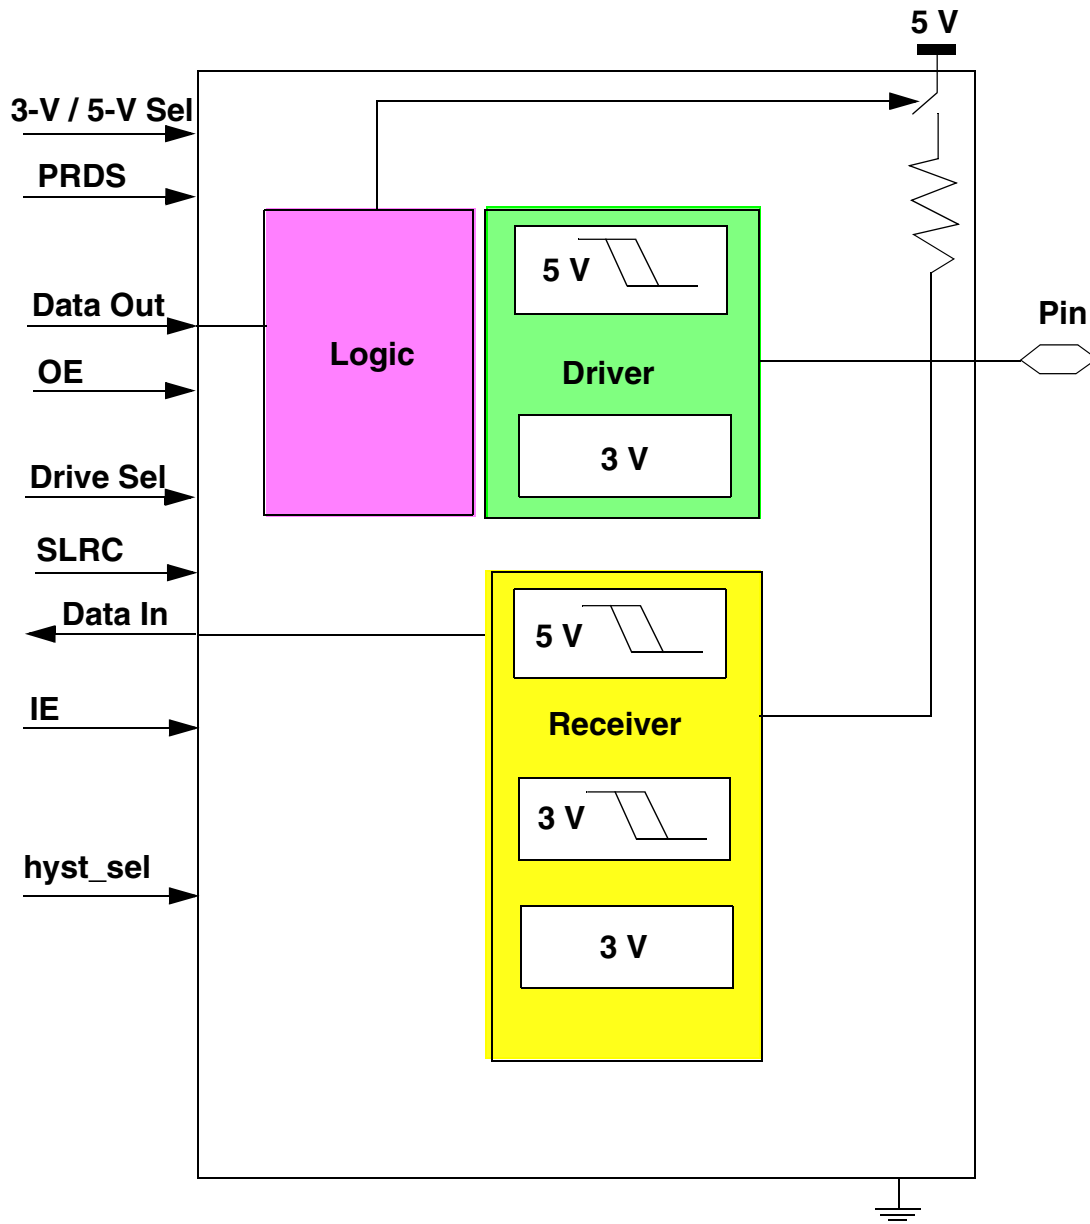 5 V
3-V / 5-V Sel
PRDS
Data Out
OE
Drive Sel
SLRC
Data In
IE
hyst_sel
Logic
5 V
Driver
3 V
Pin
5 V
Receiver
3 V
3 V